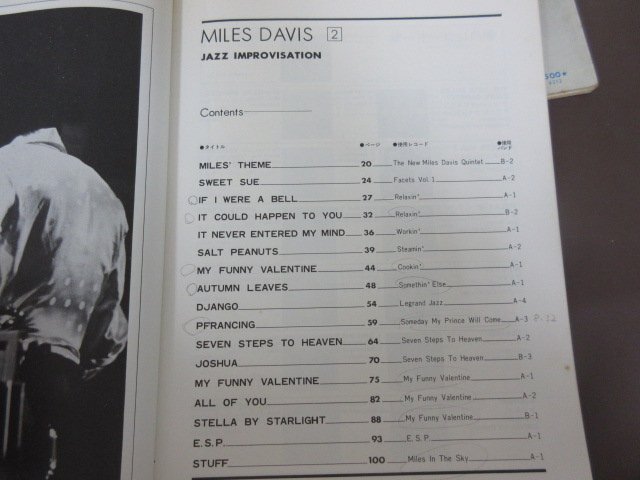 MILES DAVIS 2
JAZZ IMPROVISATION
Contents
●タイトル ●ページ ●使用レコード ●使用バンド
MILES' THEME 20 The New Miles Davis Quintet B-2
SWEET SUE 24 Facets Vol.1 A-2
IF I WERE A BELL 27 Relaxin' A-1
IT COULD HAPPEN TO YOU 32 Relaxin' B-2
IT NEVER ENTERED MY MIND 36 Workin' A-1
SALT PEANUTS 39 Steamin' A-2
MY FUNNY VALENTINE 44 Cookin' A-1
AUTUMN LEAVES 48 Somethin' Else A-1
DJANGO 54 Legrand Jazz A-4
PFRANCING 59 Someday My Prince Will Come A-3
SEVEN STEPS TO HEAVEN 64 Seven Steps To Heaven A-2
JOSHUA 70 Seven Steps To Heaven B-3
MY FUNNY VALENTINE 75 My Funny Valentine A-1
ALL OF YOU 82 My Funny Valentine A-2
STELLA BY STARLIGHT 88 My Funny Valentine B-1
E.S.P. 93 E.S.P. A-1
STUFF 100 Miles In The Sky A-1